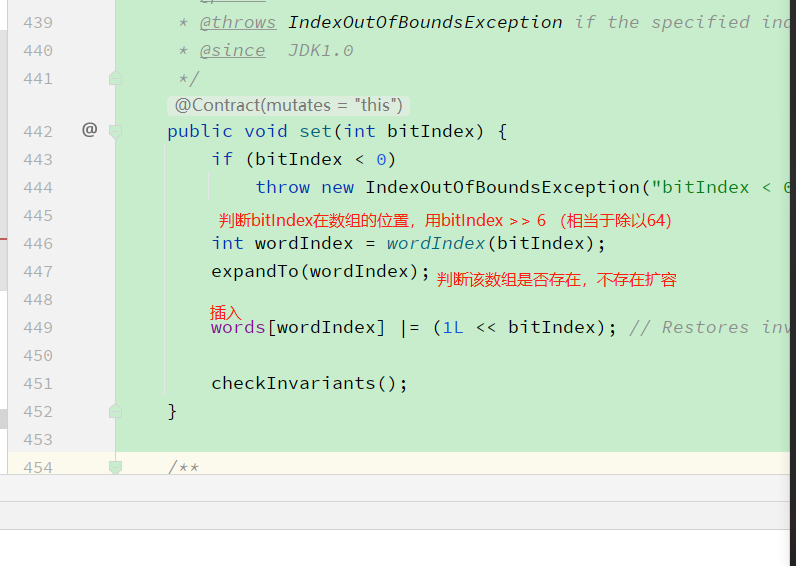 439 * @throws IndexOutOfBoundsException if the specified ind
440 * @since JDK1.0
441 */
@Contract(mutates = "this")
442 @ public void set(int bitIndex) {
443 if (bitIndex < 0)
444 throw new IndexOutOfBoundsException("bitIndex < 0
445 判断bitIndex在数组的位置，用bitIndex >> 6 （相当于除以64）
446 int wordIndex = wordIndex(bitIndex);
447 expandTo(wordIndex); 判断该数组是否存在，不存在扩容
448 插入
449 words[wordIndex] |= (1L << bitIndex); // Restores inv
450
451 checkInvariants();
452 }
453
454 /**